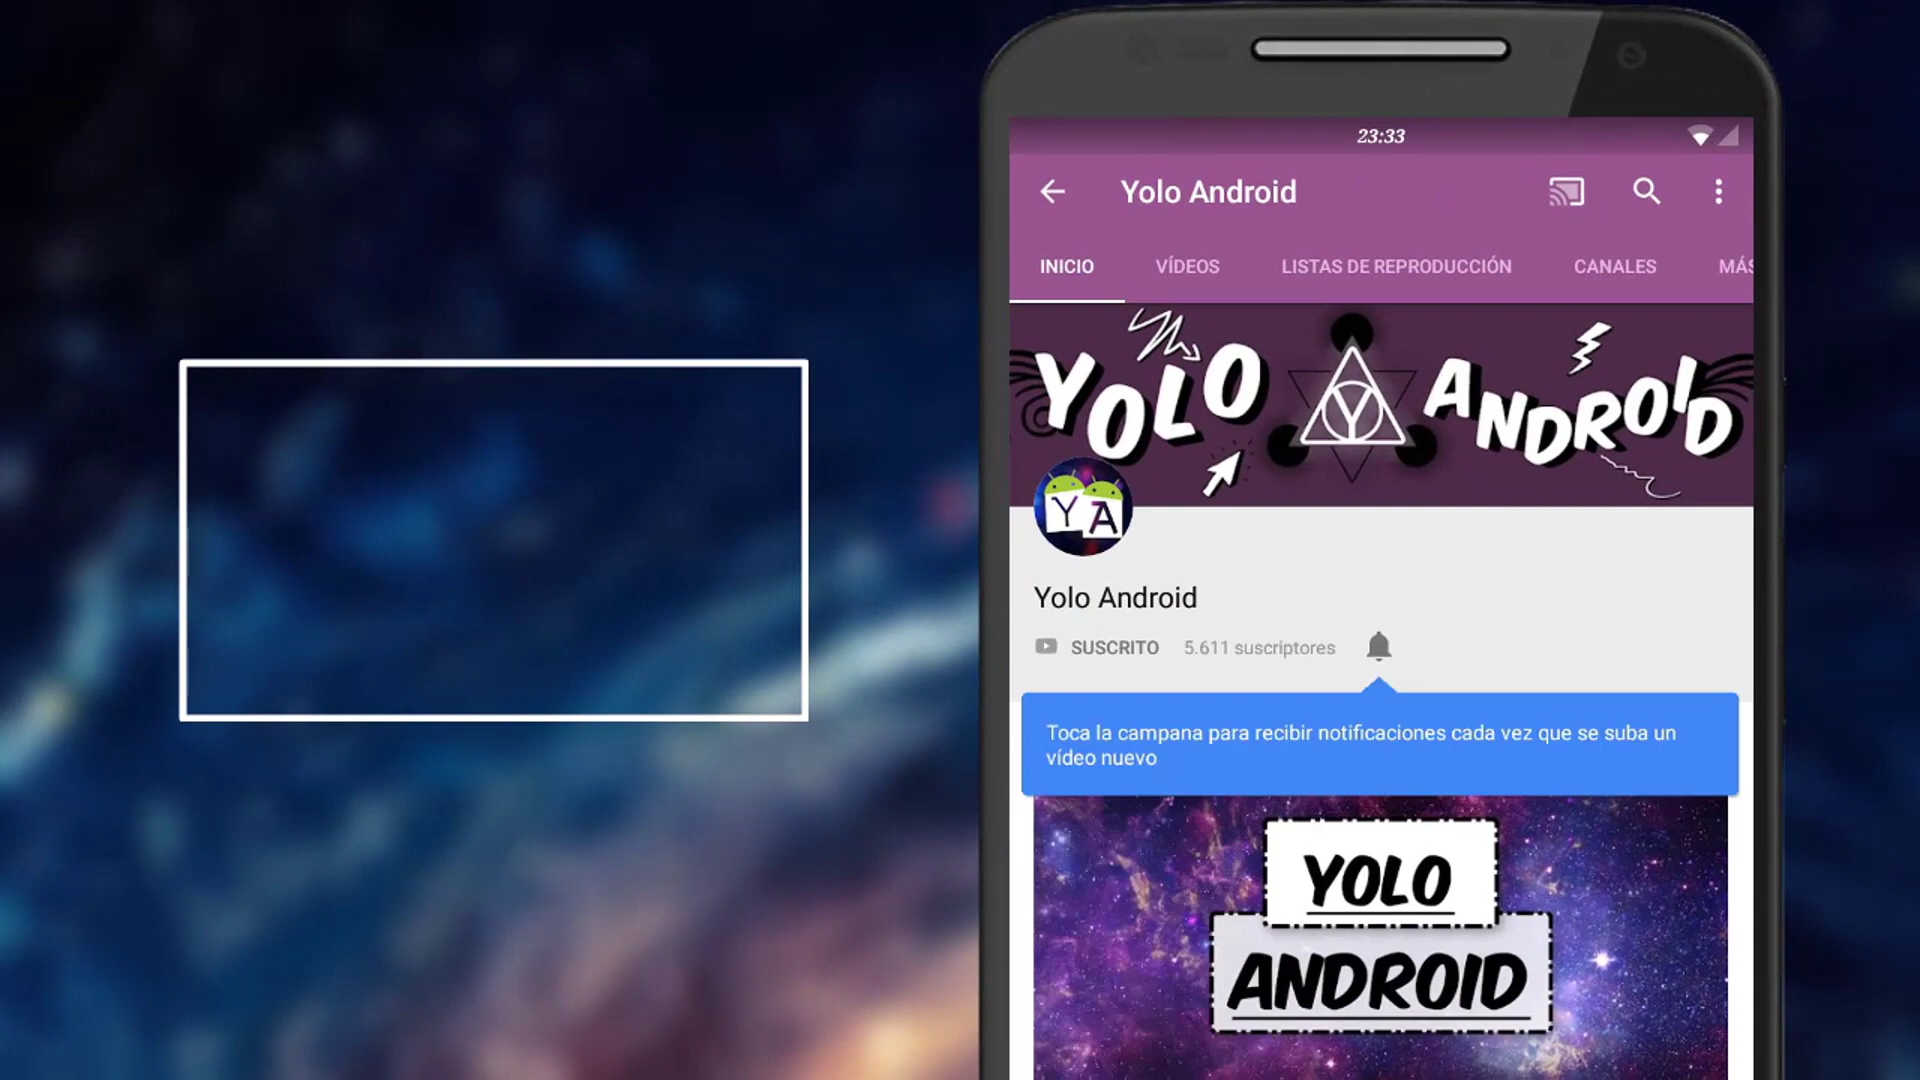 23:33
Yolo Android
INICIO VÍDEOS LISTAS DE REPRODUCCIÓN CANALES MÁS
YOLO Y ANDROID
Y A
Yolo Android
SUSCRITO 5.611 suscriptores
Toca la campana para recibir notificaciones cada vez que se suba un
vídeo nuevo
YOLO
ANDROID